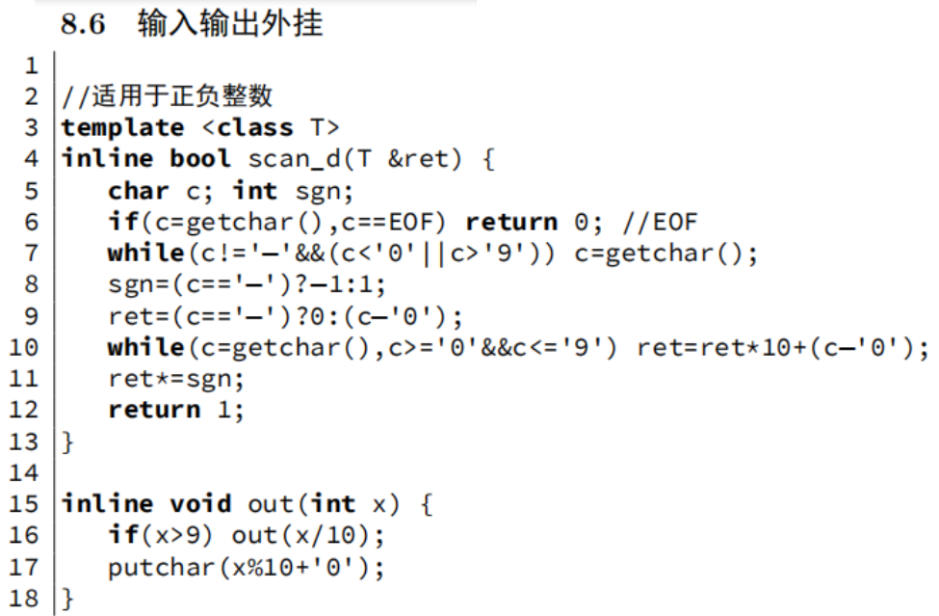 8.6 输入输出外挂
1
2 //适用于正负整数
3 template <class T>
4 inline bool scan_d(T &ret) {
5 char c; int sgn;
6 if(c=getchar(),c==EOF) return 0; //EOF
7 while(c!='−'&&(c<'0'||c>'9')) c=getchar();
8 sgn=(c=='−')?−1:1;
9 ret=(c=='−')?0:(c−'0');
10 while(c=getchar(),c>='0'&&c<='9') ret=ret*10+(c−'0');
11 ret*=sgn;
12 return 1;
13 }
14
15 inline void out(int x) {
16 if(x>9) out(x/10);
17 putchar(x%10+'0');
18 }